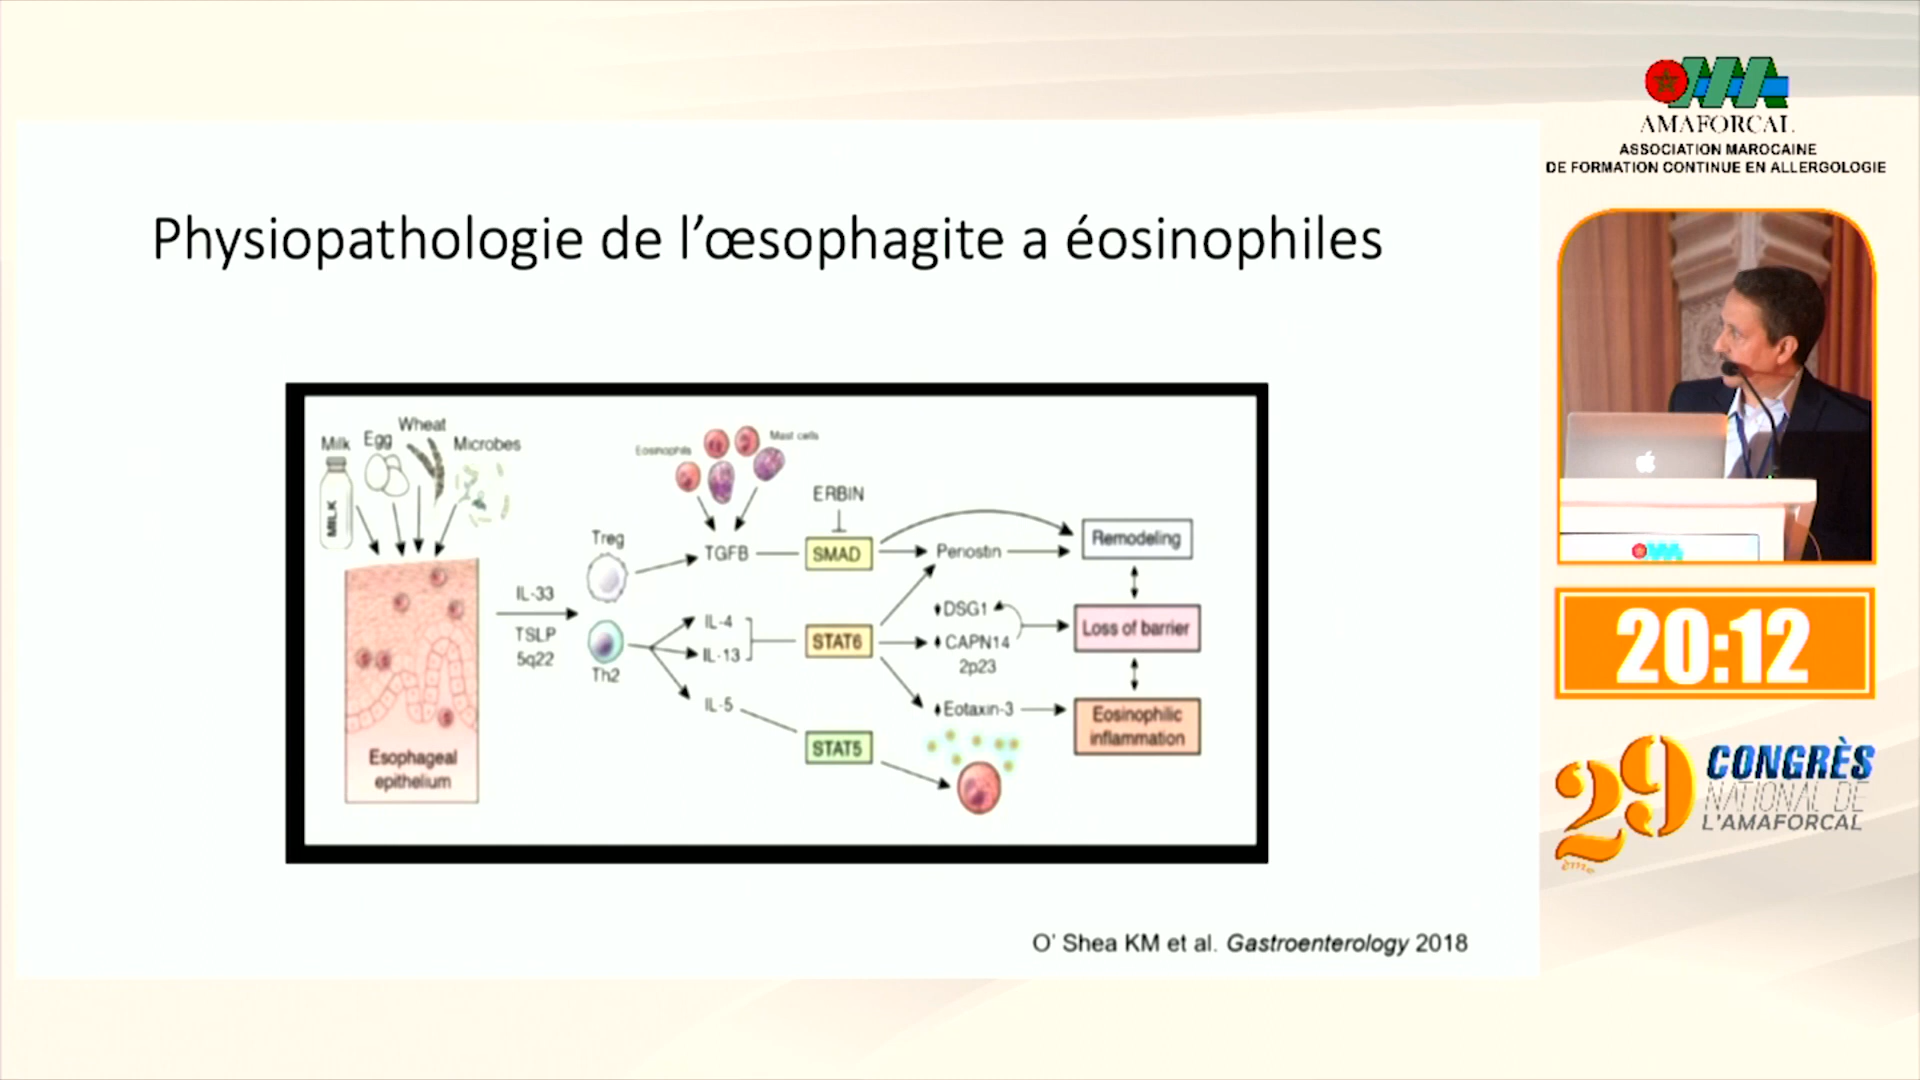 AMAFORCAL
ASSOCIATION MAROCAINE
DE FORMATION CONTINUE EN ALLERGOLOGIE
Physiopathologie de l'œsophagite a éosinophiles
Milk
Egg
Wheat
Microbes
MILK
Esophageal
epithelium
IL-33
TSLP
5q22
Treg
Th2
Eosinophils
Mast cells
TGFB
IL-4
IL-13
IL-5
ERBIN
SMAD
STAT6
STAT5
Periostin
DSG1
CAPN14
2p23
Eotaxin-3
Remodeling
Loss of barrier
Eosinophilic
inflammation
O' Shea KM et al. Gastroenterology 2018
20:12
29ème
CONGRÈS
NATIONAL DE
L'AMAFORCAL